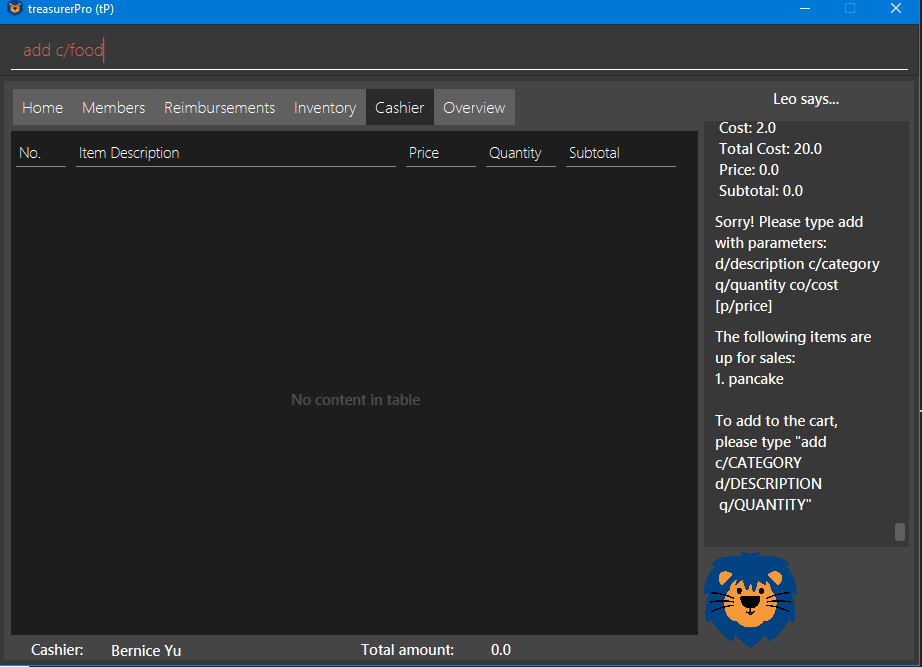 treasurerPro (tP)
add c/food
Home Members Reimbursements Inventory Cashier Overview
No. Item Description Price Quantity Subtotal
No content in table
Cashier: Bernice Yu Total amount: 0.0
Leo says...
Cost: 2.0
Total Cost: 20.0
Price: 0.0
Subtotal: 0.0
Sorry! Please type add
with parameters:
d/description c/category
q/quantity co/cost
[p/price]
The following items are
up for sales:
1. pancake
To add to the cart,
please type "add
c/CATEGORY
d/DESCRIPTION
q/QUANTITY"